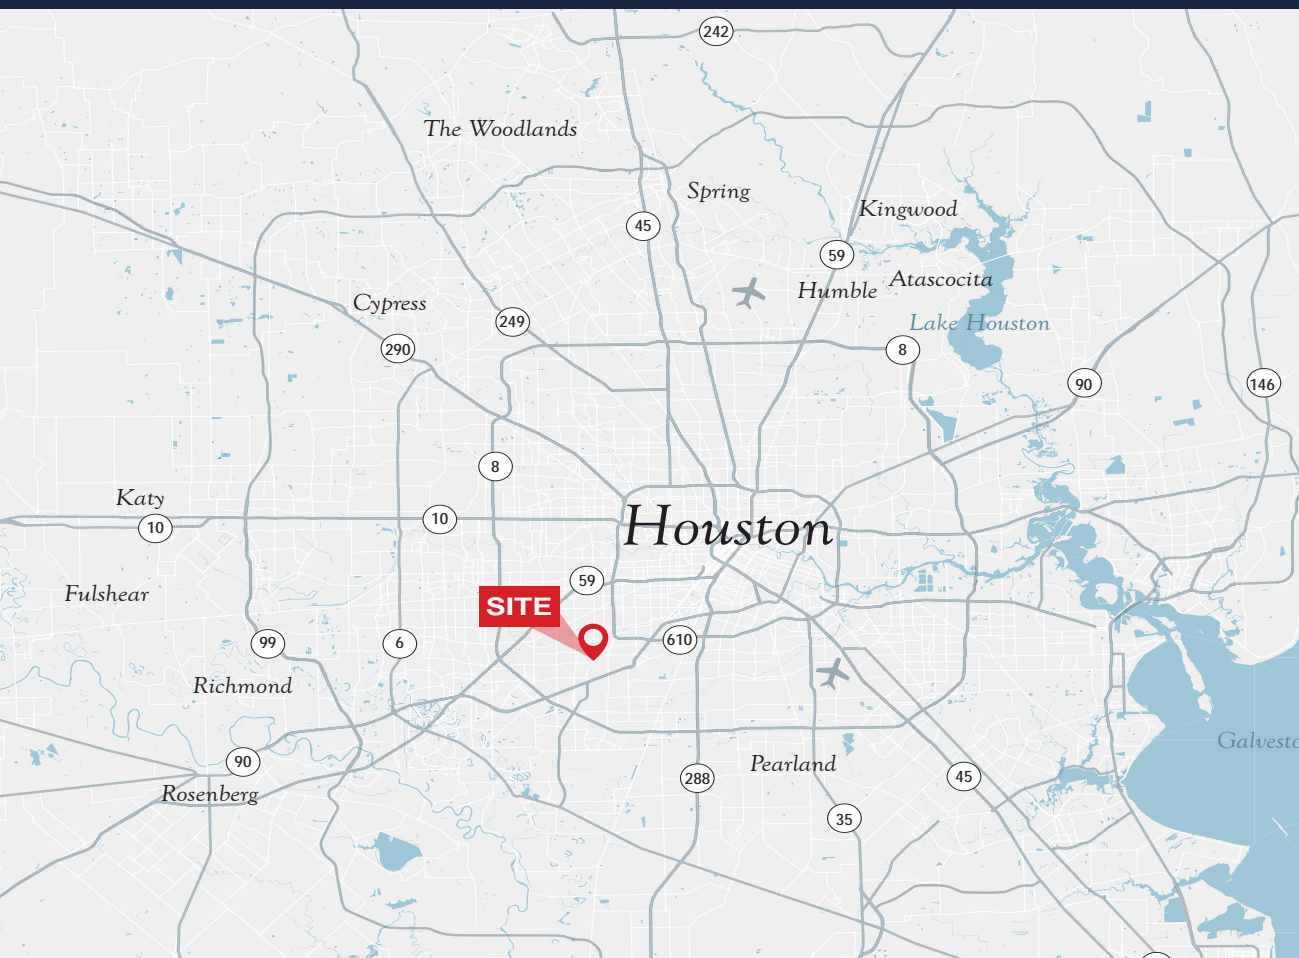 242
The Woodlands
Spring
Kingwood
45
59
Atascocita
Humble
Cypress
249
Lake Houston
290
8
90
146
8
Katy
10
10
Houston
59
Fulshear
SITE
99
6
610
Richmond
Galvesto
90
Pearland
288
45
Rosenberg
35